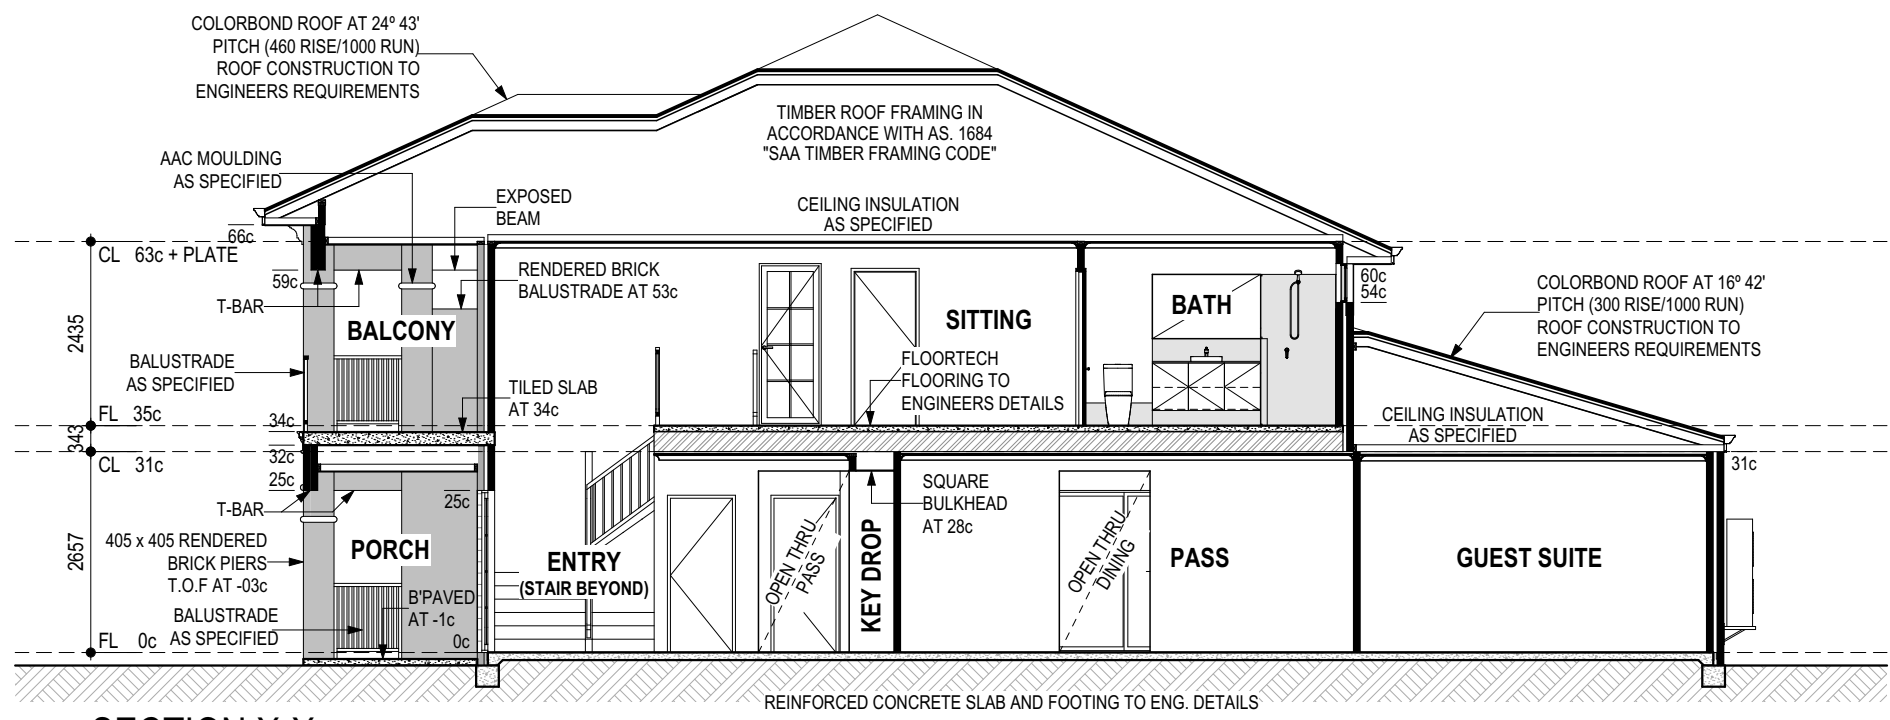 COLORBOND ROOF AT 24º 43'
PITCH (460 RISE/1000 RUN)
ROOF CONSTRUCTION TO
ENGINEERS REQUIREMENTS
TIMBER ROOF FRAMING IN
ACCORDANCE WITH AS. 1684
"SAA TIMBER FRAMING CODE"
AAC MOULDING
AS SPECIFIED
EXPOSED
BEAM
CEILING INSULATION
AS SPECIFIED
66c
CL 63c + PLATE
59c
T-BAR
RENDERED BRICK
BALUSTRADE AT 53c
BALCONY
SITTING
BATH
60c
54c
COLORBOND ROOF AT 16º 42'
PITCH (300 RISE/1000 RUN)
ROOF CONSTRUCTION TO
ENGINEERS REQUIREMENTS
2435
BALUSTRADE
AS SPECIFIED
TILED SLAB
AT 34c
FLOORTECH
FLOORING TO
ENGINEERS DETAILS
CEILING INSULATION
AS SPECIFIED
FL 35c
34c
343
CL 31c
32c
25c
25c
31c
T-BAR
SQUARE
BULKHEAD
AT 28c
2657
405 x 405 RENDERED
BRICK PIERS
T.O.F AT -03c
PORCH
ENTRY
(STAIR BEYOND)
OPEN THRU
PASS
KEY DROP
OPEN THRU
DINING
PASS
GUEST SUITE
B'PAVED
AT -1c
BALUSTRADE
AS SPECIFIED
FL 0c
0c
REINFORCED CONCRETE SLAB AND FOOTING TO ENG. DETAILS